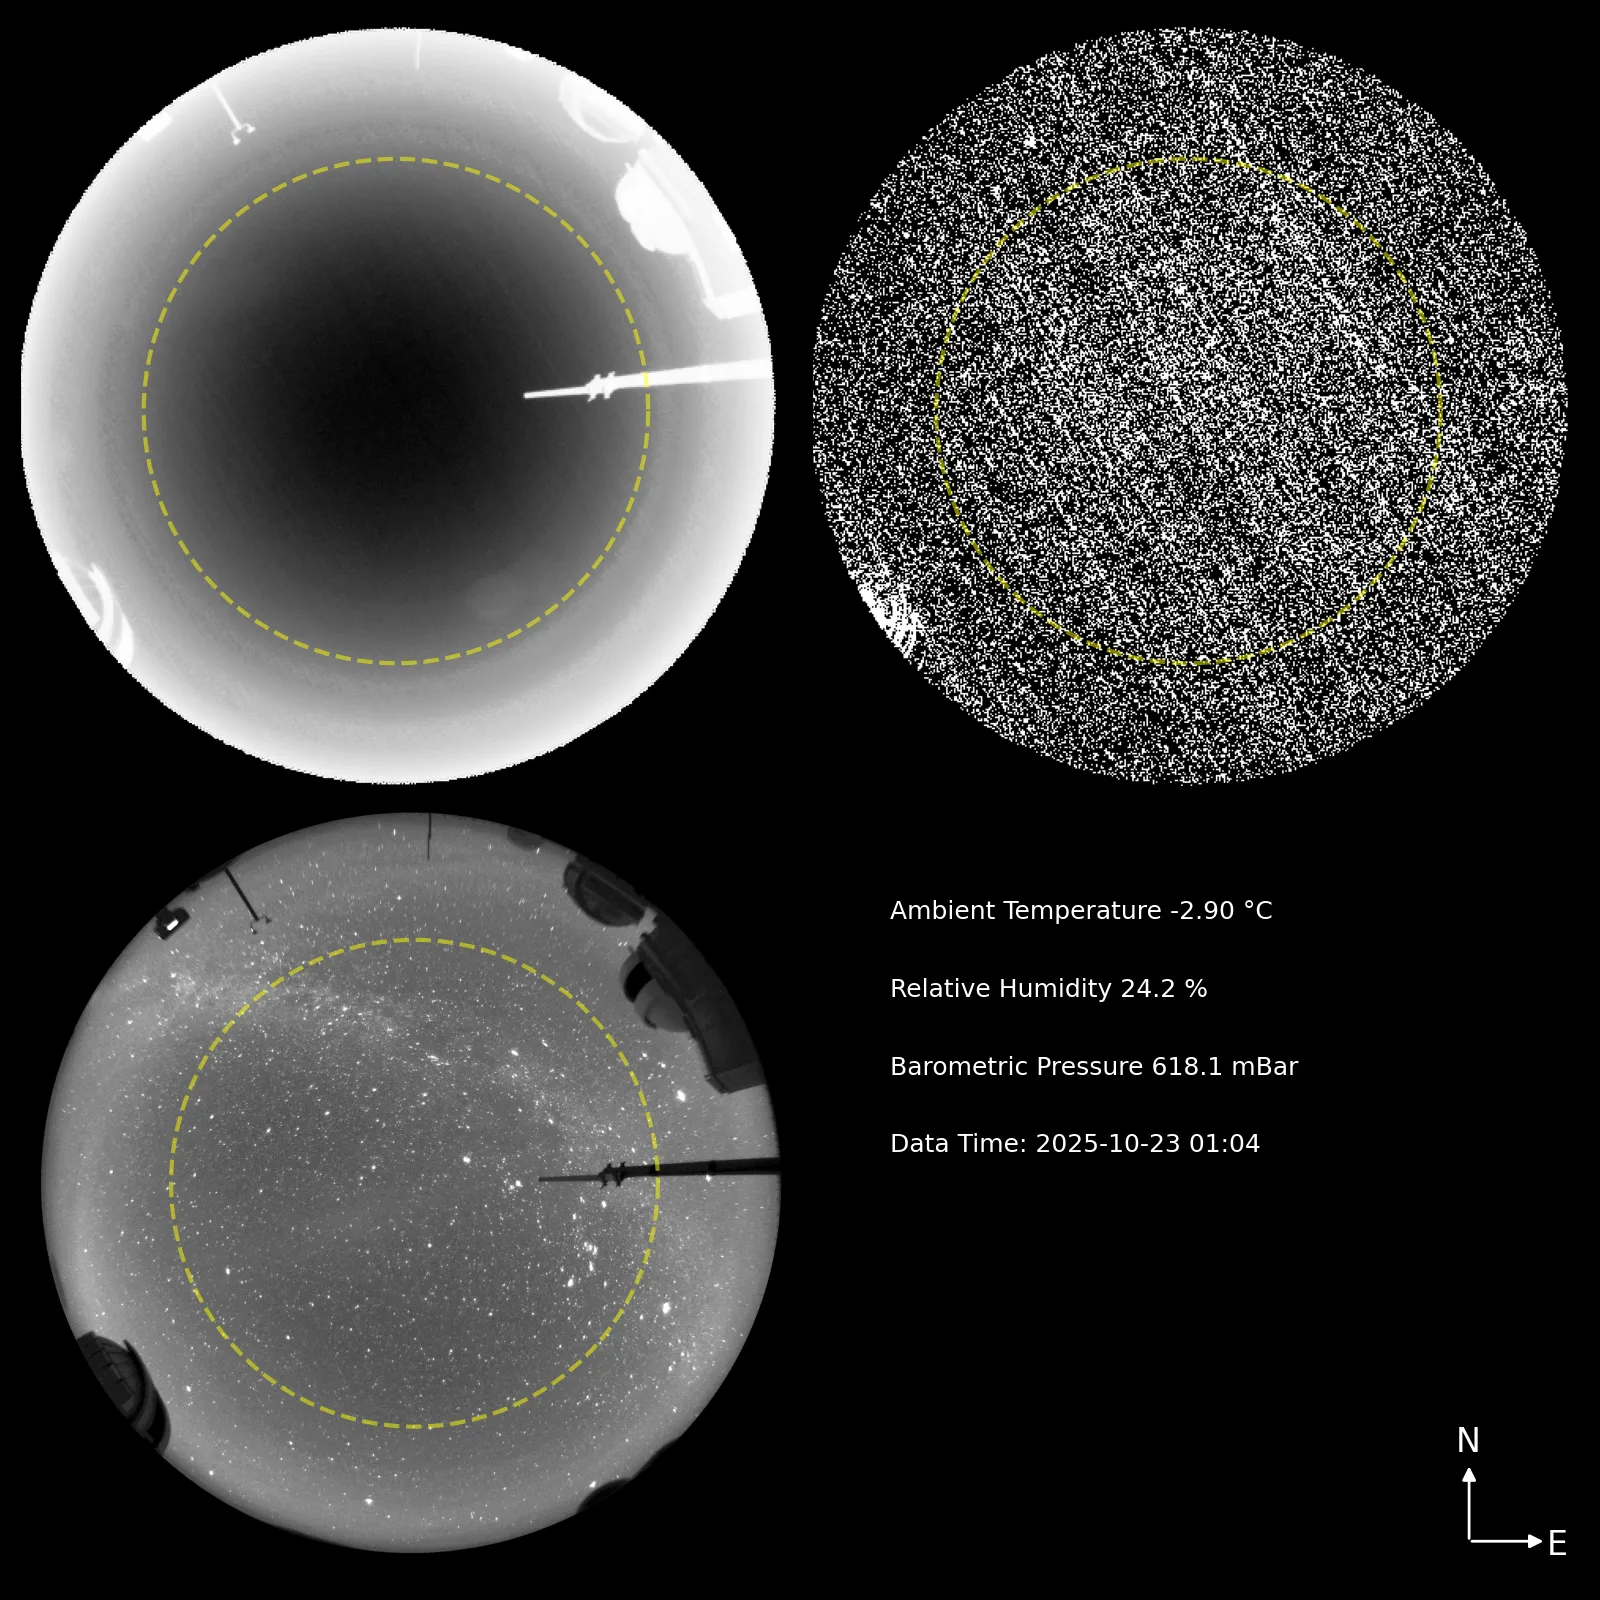 Ambient Temperature -2.90 °C
Relative Humidity 24.2 %
Barometric Pressure 618.1 mBar
Data Time: 2025-10-23 01:04
N
E